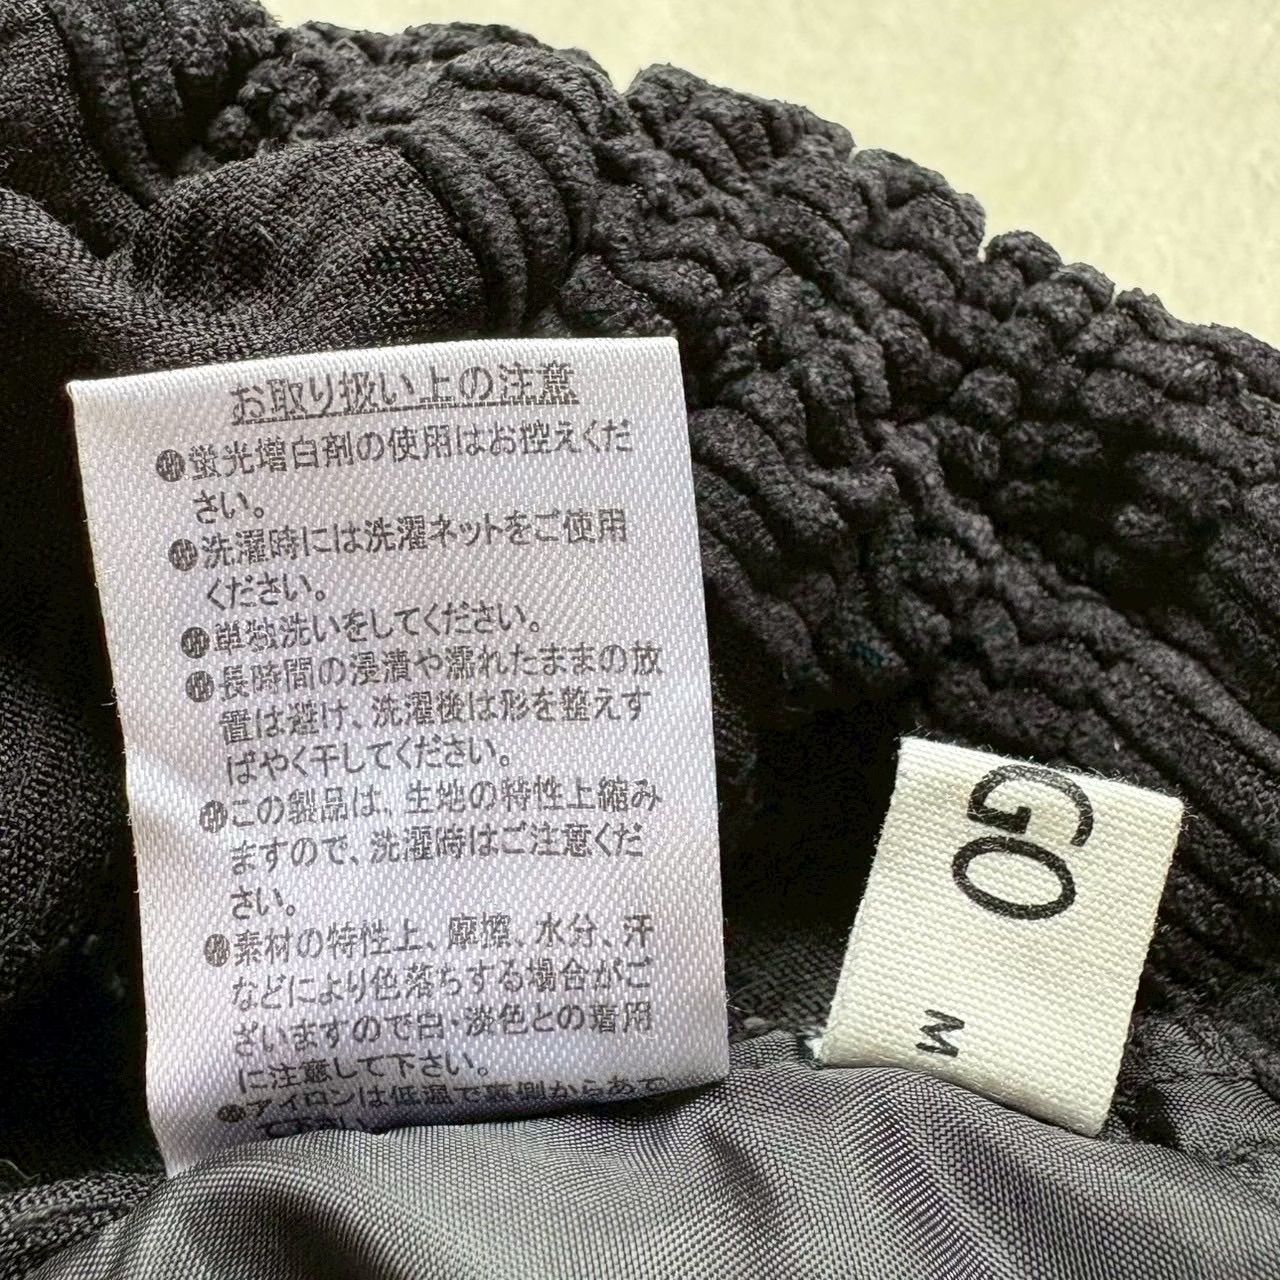 お取り扱い上の注意
●蛍光増白剤の使用はお控えくだ
さい。
●洗濯時には洗濯ネットをご使用
ください。
●単独洗いをしてください。
●長時間の浸漬や濡れたままの放
置は避け、洗濯後は形を整えす
ばやく干してください。
●この製品は、生地の特性上縮み
ますので、洗濯時はご注意くだ
さい。
●素材の特性上、摩擦、水分、汗
などにより色落ちする場合がご
ざいますので白・淡色との着用
に注意して下さい。
●アイロンは低温で裏側からあて
GO
M